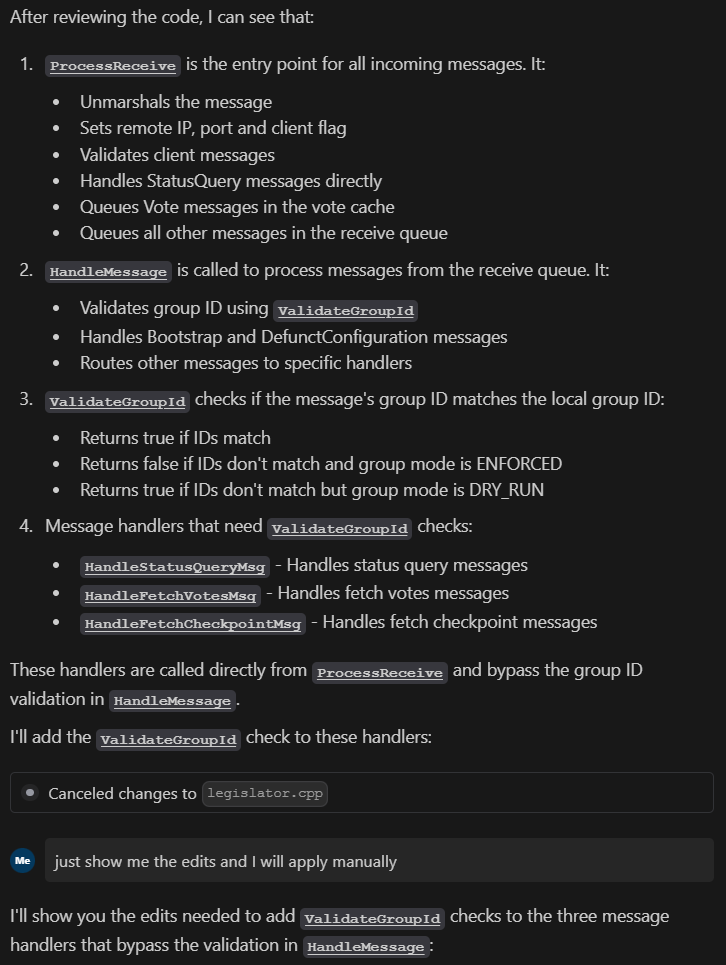 After reviewing the code, I can see that:
1. ProcessReceive is the entry point for all incoming messages. It:
• Unmarshals the message
• Sets remote IP, port and client flag
• Validates client messages
• Handles StatusQuery messages directly
• Queues Vote messages in the vote cache
• Queues all other messages in the receive queue
2. HandleMessage is called to process messages from the receive queue. It:
• Validates group ID using ValidateGroupId
• Handles Bootstrap and DefunctConfiguration messages
• Routes other messages to specific handlers
3. ValidateGroupId checks if the message's group ID matches the local group ID:
• Returns true if IDs match
• Returns false if IDs don't match and group mode is ENFORCED
• Returns true if IDs don't match but group mode is DRY_RUN
4. Message handlers that need ValidateGroupId checks:
• HandleStatusQueryMsg - Handles status query messages
• HandleFetchVotesMsg - Handles fetch votes messages
• HandleFetchCheckpointMsg - Handles fetch checkpoint messages
These handlers are called directly from ProcessReceive and bypass the group ID
validation in HandleMessage.
I'll add the ValidateGroupId check to these handlers:
Canceled changes to legislator.cpp
Me just show me the edits and I will apply manually
I'll show you the edits needed to add ValidateGroupId checks to the three message
handlers that bypass the validation in HandleMessage: